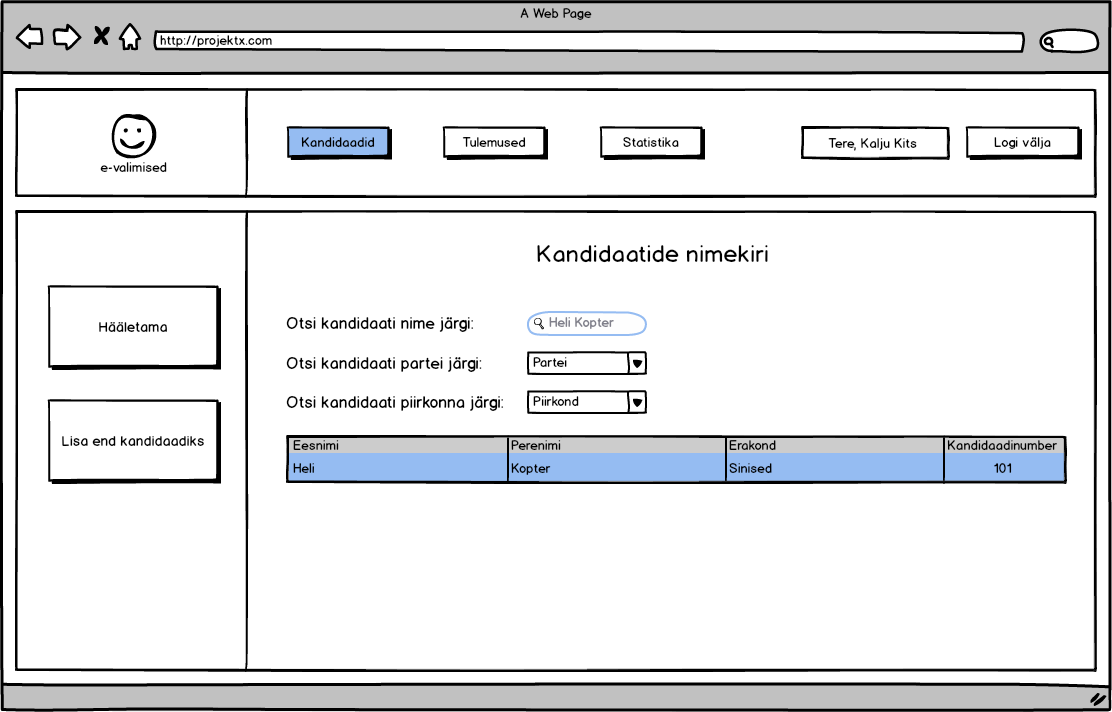 A Web Page
http://projektx.com
e-valimised
Kandidaadid
Tulemused
Statistika
Tere, Kalju Kits
Logi välja
Hääletama
Lisa end kandidaadiks
Kandidaatide nimekiri
Otsi kandidaati nime järgi:
Heli Kopter
Otsi kandidaati partei järgi:
Partei
Otsi kandidaati piirkonna järgi:
Piirkond
Eesnimi Perenimi Erakond Kandidaadinumber
Heli Kopter Sinised 101